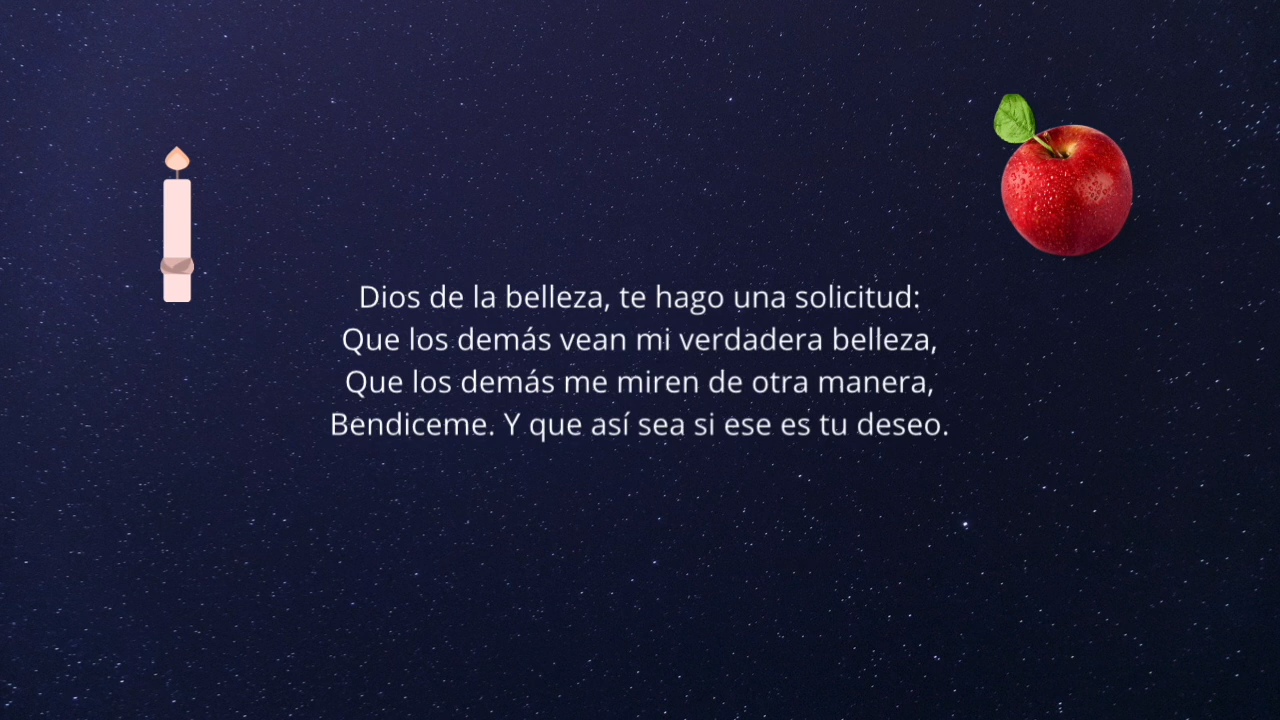 Dios de la belleza, te hago una solicitud:
Que los demás vean mi verdadera belleza,
Que los demás me miren de otra manera,
Bendiceme. Y que así sea si ese es tu deseo.